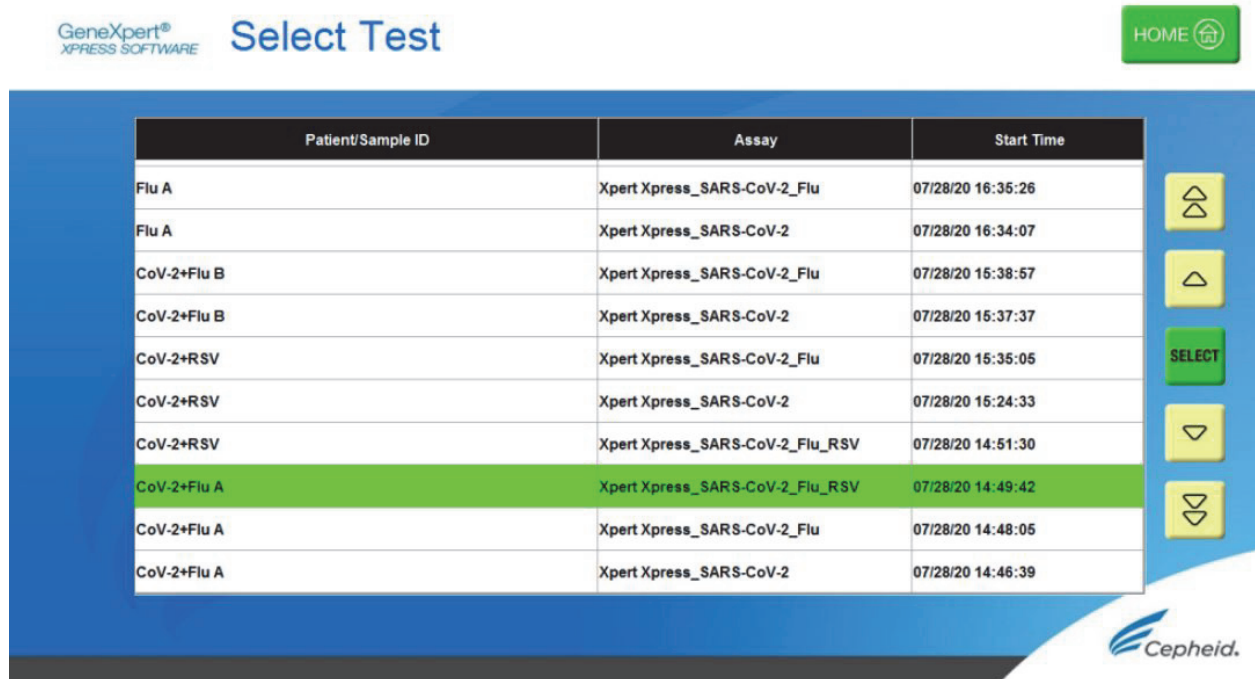 GeneXpert®
XPRESS SOFTWARE
Select Test
HOME
Patient/Sample ID Assay Start Time
Flu A Xpert Xpress_SARS-CoV-2_Flu 07/28/20 16:35:26
Flu A Xpert Xpress_SARS-CoV-2 07/28/20 16:34:07
CoV-2+Flu B Xpert Xpress_SARS-CoV-2_Flu 07/28/20 15:38:57
CoV-2+Flu B Xpert Xpress_SARS-CoV-2 07/28/20 15:37:37
CoV-2+RSV Xpert Xpress_SARS-CoV-2_Flu 07/28/20 15:35:05
CoV-2+RSV Xpert Xpress_SARS-CoV-2 07/28/20 15:24:33
CoV-2+RSV Xpert Xpress_SARS-CoV-2_Flu_RSV 07/28/20 14:51:30
CoV-2+Flu A Xpert Xpress_SARS-CoV-2_Flu_RSV 07/28/20 14:49:42
CoV-2+Flu A Xpert Xpress_SARS-CoV-2_Flu 07/28/20 14:48:05
CoV-2+Flu A Xpert Xpress_SARS-CoV-2 07/28/20 14:46:39
SELECT
Cepheid.